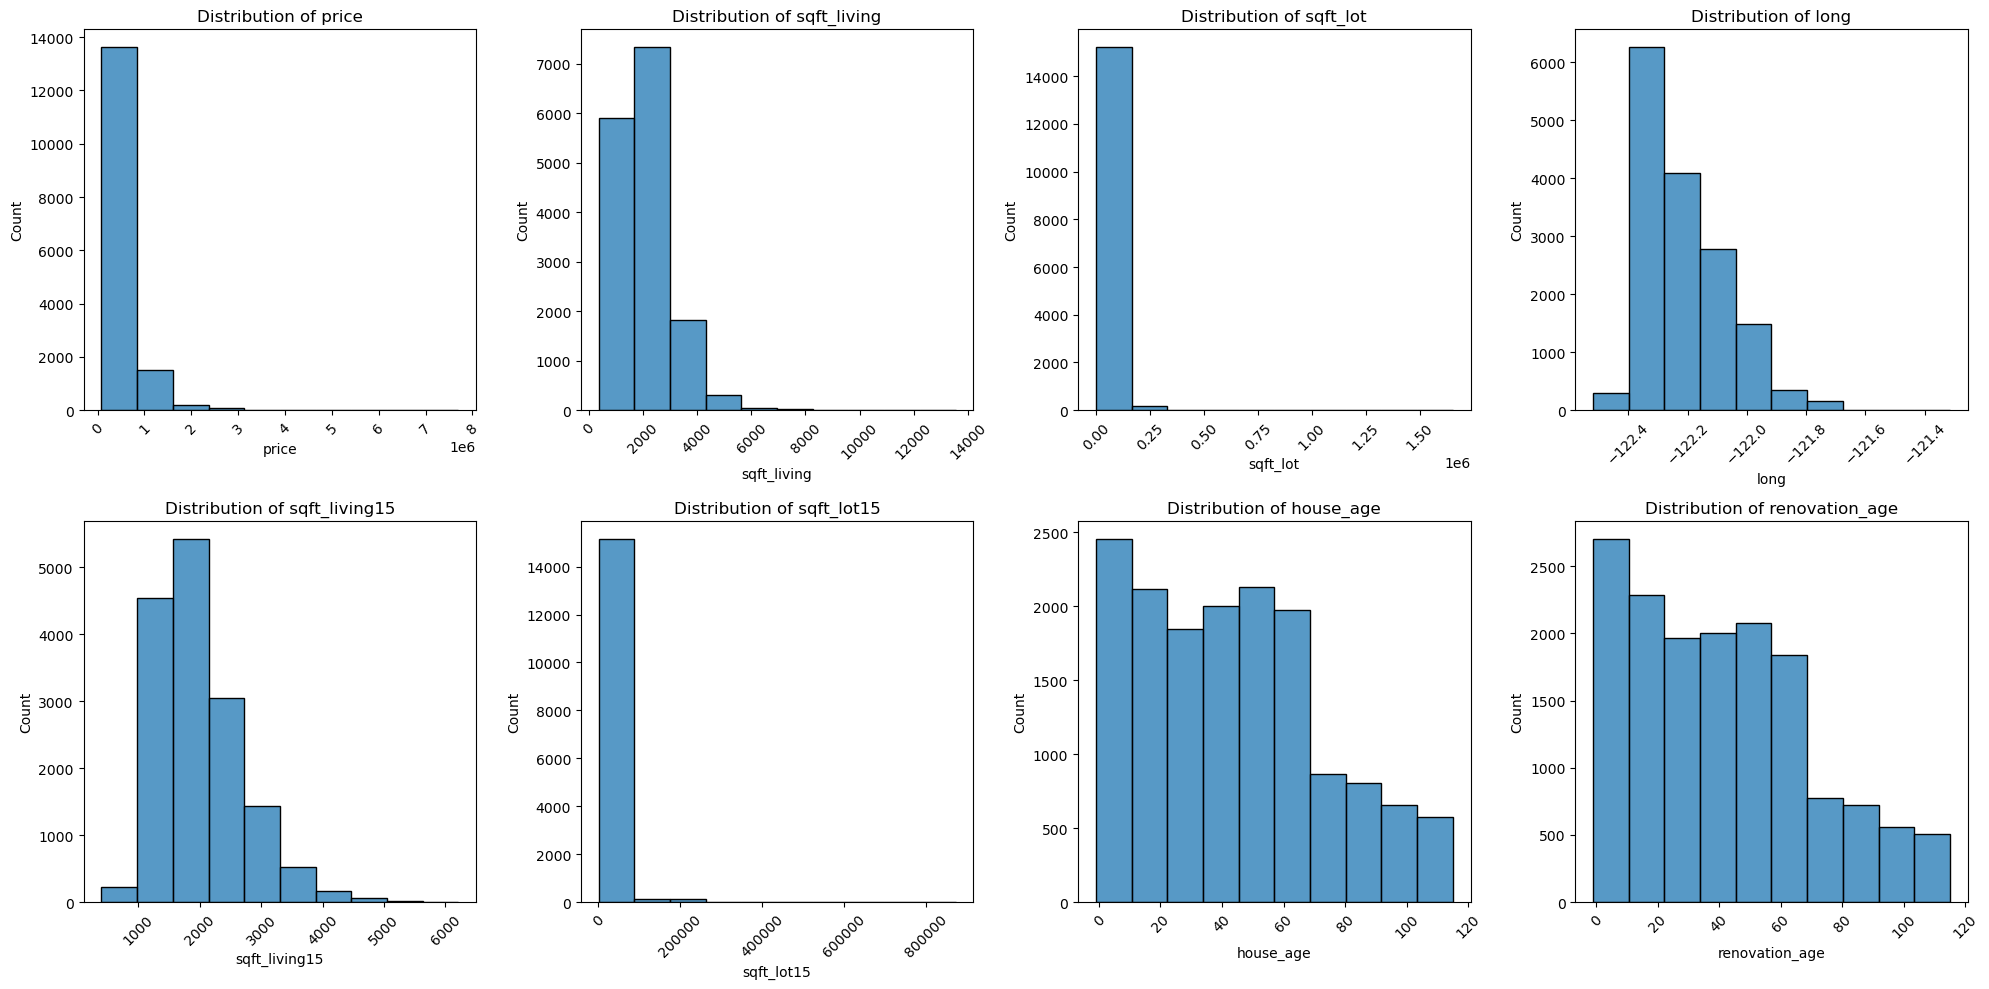 Distribution of price
14000
12000
10000
8000
6000
4000
2000
0
Count
0 1 2 3 4 5 6 7 8
1e6
price
Distribution of sqft_living
7000
6000
5000
4000
3000
2000
1000
0
Count
0 2000 4000 6000 8000 10000 12000 14000
sqft_living
Distribution of sqft_lot
14000
12000
10000
8000
6000
4000
2000
0
Count
0.00 0.25 0.50 0.75 1.00 1.25 1.50
1e6
sqft_lot
Distribution of long
6000
5000
4000
3000
2000
1000
0
Count
−122.4 −122.2 −122.0 −121.8 −121.6 −121.4
long
Distribution of sqft_living15
5000
4000
3000
2000
1000
0
Count
1000 2000 3000 4000 5000 6000
sqft_living15
Distribution of sqft_lot15
14000
12000
10000
8000
6000
4000
2000
0
Count
0 200000 400000 600000 800000
sqft_lot15
Distribution of house_age
2500
2000
1500
1000
500
0
Count
0 20 40 60 80 100 120
house_age
Distribution of renovation_age
2500
2000
1500
1000
500
0
Count
0 20 40 60 80 100 120
renovation_age